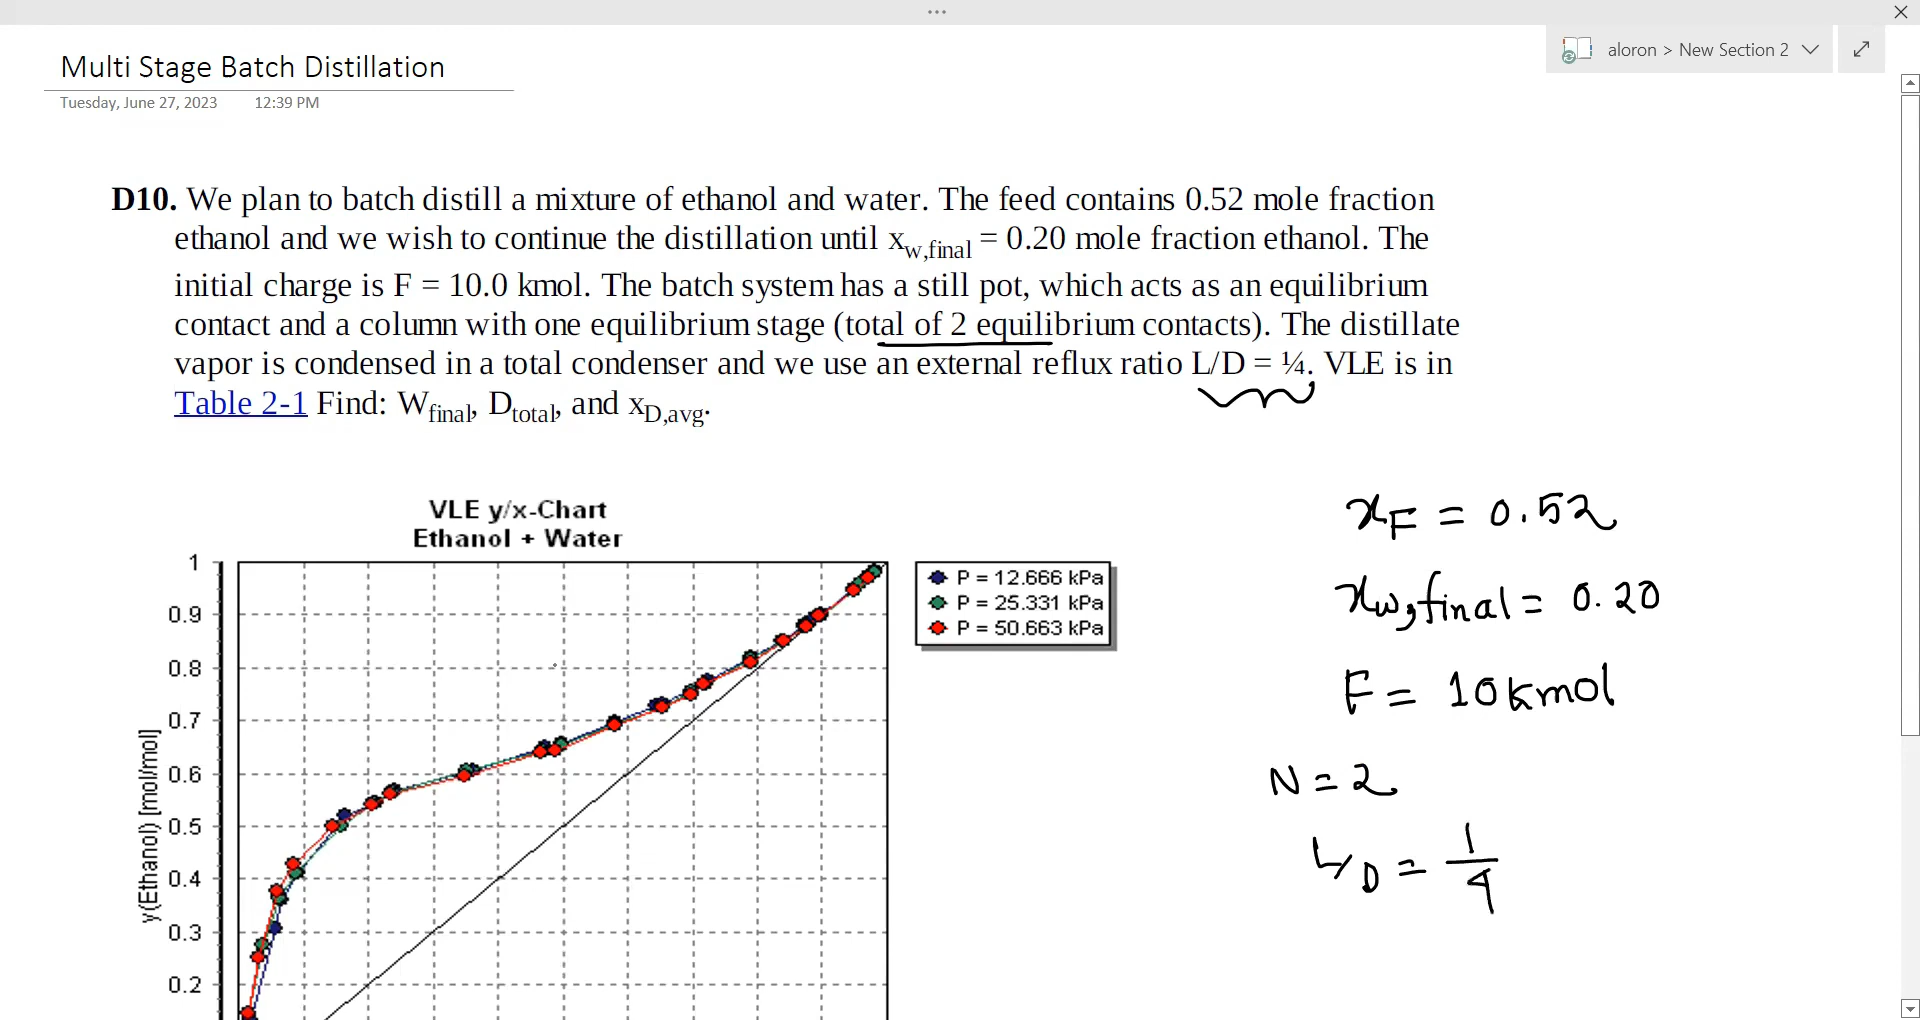 aloron > New Section 2
Multi Stage Batch Distillation
Tuesday, June 27, 2023 12:39 PM
D10. We plan to batch distill a mixture of ethanol and water. The feed contains 0.52 mole fraction
ethanol and we wish to continue the distillation until xw,final = 0.20 mole fraction ethanol. The
initial charge is F = 10.0 kmol. The batch system has a still pot, which acts as an equilibrium
contact and a column with one equilibrium stage (total of 2 equilibrium contacts). The distillate
vapor is condensed in a total condenser and we use an external reflux ratio L/D = ¼. VLE is in
Table 2-1 Find: Wfinal, Dtotal, and xD,avg.
VLE y/x-Chart
Ethanol + Water
P = 12.666 kPa
P = 25.331 kPa
P = 50.663 kPa
y(Ethanol) [mol/mol]
1
0.9
0.8
0.7
0.6
0.5
0.4
0.3
0.2
xF = 0.52
xw,final = 0.20
F = 10 kmol
N = 2
L/D = 1/4